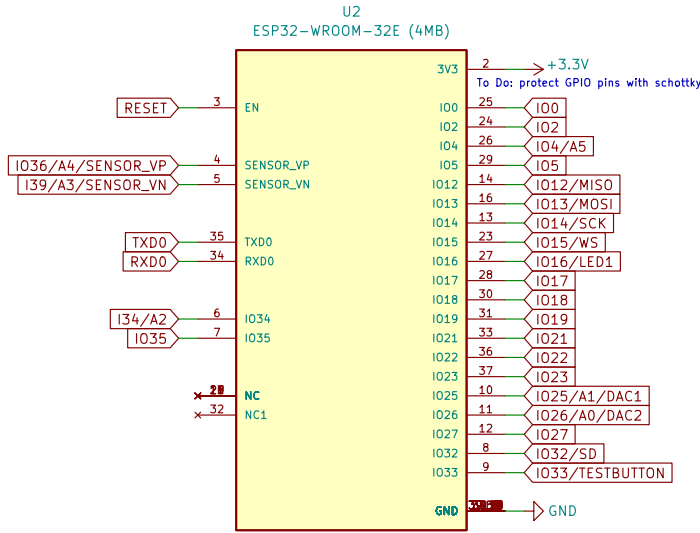 U2
ESP32-WROOM-32E (4MB)
3V3 2 +3.3V
To Do: protect GPIO pins with schottky
RESET 3 EN IO0 25 IO0
IO2 24 IO2
IO4 26 IO4/A5
IO36/A4/SENSOR_VP 4 SENSOR_VP IO5 29 IO5
I39/A3/SENSOR_VN 5 SENSOR_VN IO12 14 IO12/MISO
IO13 16 IO13/MOSI
IO14 13 IO14/SCK
TXD0 35 TXD0 IO15 23 IO15/WS
RXD0 34 RXD0 IO16 27 IO16/LED1
IO17 28 IO17
IO18 30 IO18
I34/A2 6 IO34 IO19 31 IO19
IO35 7 IO35 IO21 33 IO21
IO22 36 IO22
IO23 37 IO23
NC IO25 10 IO25/A1/DAC1
32 NC1 IO26 11 IO26/A0/DAC2
IO27 12 IO27
IO32 8 IO32/SD
IO33 9 IO33/TESTBUTTON
GND GND